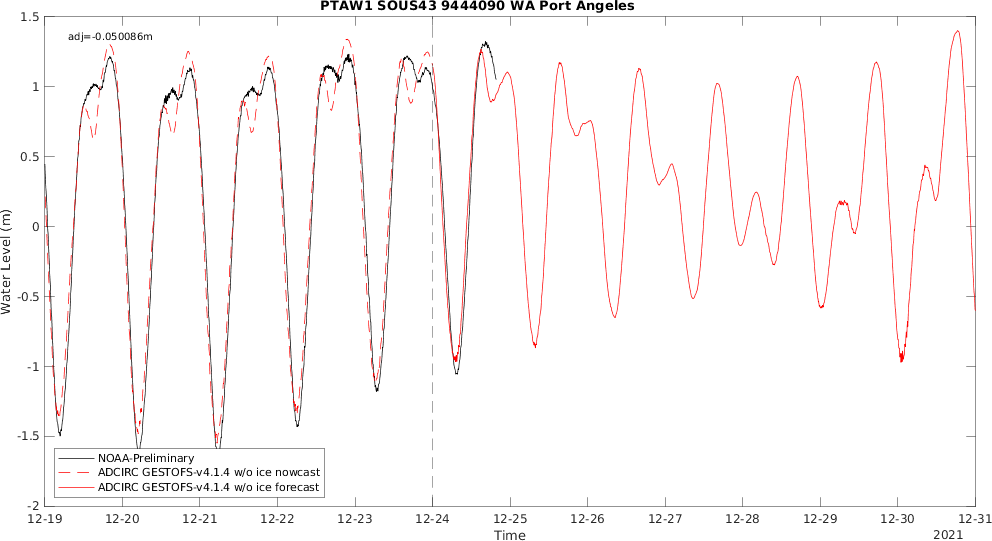 PTAW1 SOUS43 9444090 WA Port Angeles
adj=-0.050086m
Water Level (m)
1.5
1
0.5
0
-0.5
-1
-1.5
-2
NOAA-Preliminary
ADCIRC GESTOFS-v4.1.4 w/o ice nowcast
ADCIRC GESTOFS-v4.1.4 w/o ice forecast
12-19 12-20 12-21 12-22 12-23 12-24 12-25 12-26 12-27 12-28 12-29 12-30 12-31
Time
2021